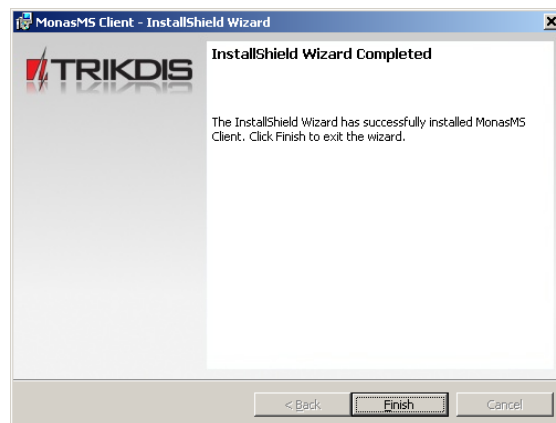 MonasMS Client - InstallShield Wizard
TRIKDIS
InstallShield Wizard Completed
The InstallShield Wizard has successfully installed MonasMS
Client. Click Finish to exit the wizard.
< Back Finish Cancel